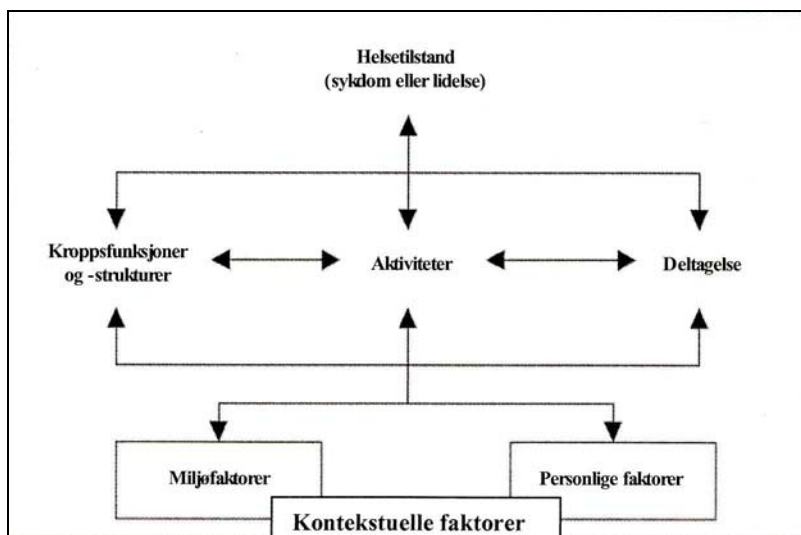 Helsetilstand
(sykdom eller lidelse)
Kroppsfunksjoner
og -strukturer
Aktiviteter
Deltagelse
Miljøfaktorer
Personlige faktorer
Kontekstuelle faktorer